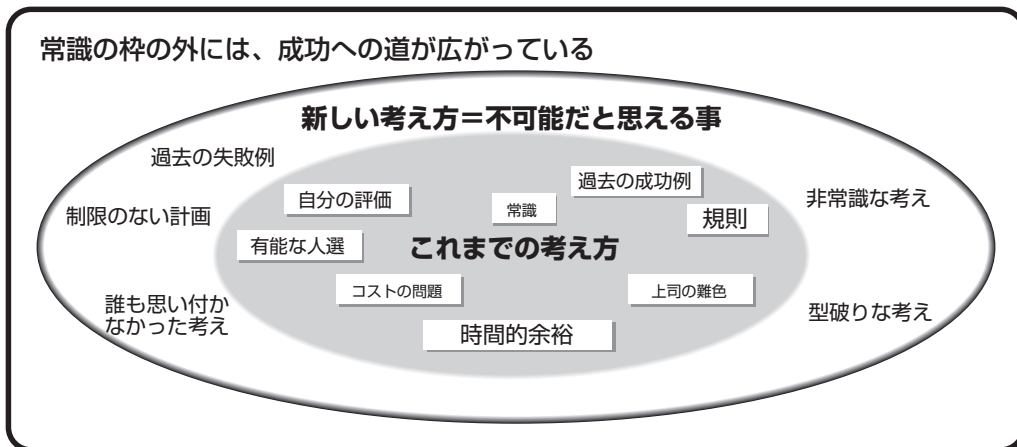 常識の枠の外には、成功への道が広がっている
新しい考え方＝不可能だと思える事
過去の失敗例
過去の成功例
自分の評価
非常識な考え
制限のない計画
常識
規則
有能な人選
これまでの考え方
コストの問題
上司の難色
誰も思い付か
なかった考え
型破りな考え
時間的余裕